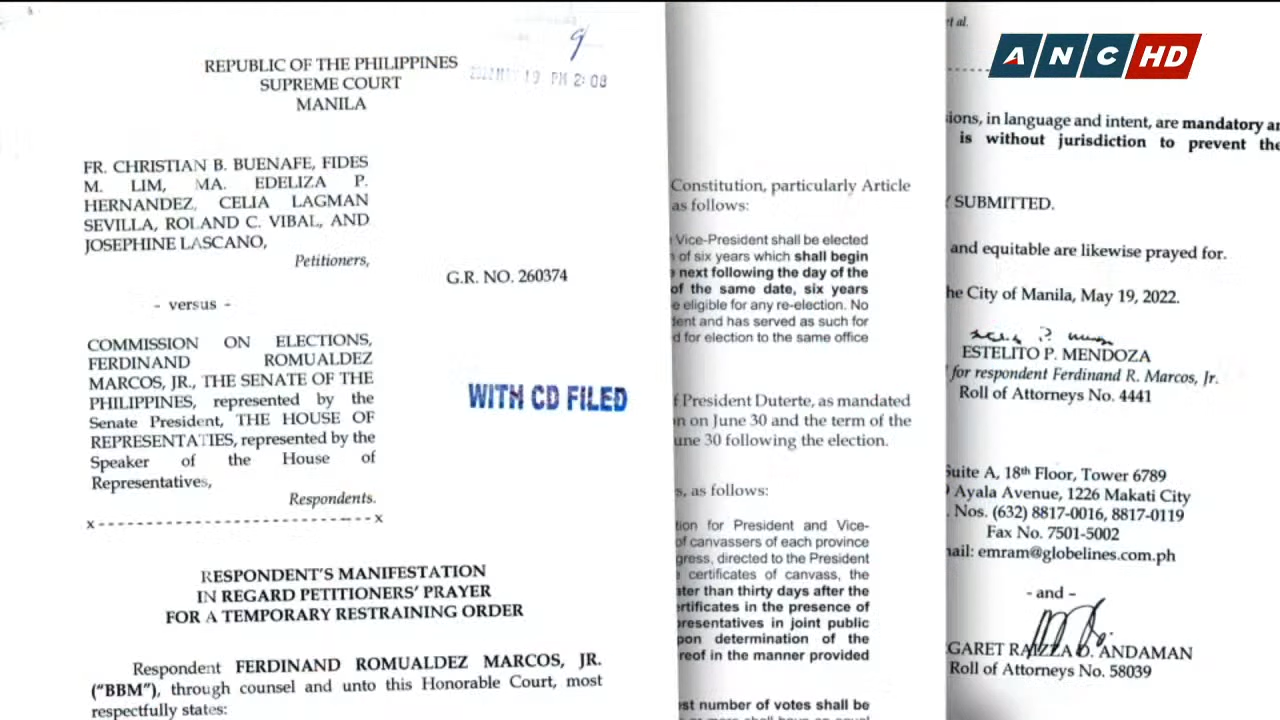 REPUBLIC OF THE PHILIPPINES
SUPREME COURT
MANILA
19 PM 2:08
FR. CHRISTIAN B. BUENAFE, FIDES
M. LIM, MA. EDELIZA P.
HERNANDEZ, CELIA LAGMAN
SEVILLA, ROLAND C. VIBAL, AND
JOSEPHINE LASCANO,
Petitioners,
G.R. NO. 260374
- versus -
COMMISSION ON ELECTIONS,
FERDINAND ROMUALDEZ
MARCOS, JR., THE SENATE OF THE
PHILIPPINES, represented by the
Senate President, THE HOUSE OF
REPRESENTATIES, represented by the
Speaker of the House of
Representatives,
Respondents.
x---------------------------------x
WITH CD FILED
RESPONDENT'S MANIFESTATION
IN REGARD PETITIONERS' PRAYER
FOR A TEMPORARY RESTRAINING ORDER
Respondent FERDINAND ROMUALDEZ MARCOS, JR.
("BBM"), through counsel and unto this Honorable Court, most
respectfully states:
Constitution, particularly Article
as follows:
Vice-President shall be elected
of six years which shall begin
next following the day of the
of the same date, six years
eligible for any re-election. No
and has served as such for
for election to the same office
President Duterte, as mandated
on June 30 and the term of the
June 30 following the election.
as follows:
for President and Vice-
of canvassers of each province
directed to the President
certificates of canvass, the
later than thirty days after the
certificates in the presence of
in joint public
upon determination of the
in the manner provided
number of votes shall be
et al.
ANC HD
in language and intent, are mandatory
is without jurisdiction to prevent the
SUBMITTED.
and equitable are likewise prayed for.
the City of Manila, May 19, 2022.
ESTELITO P. MENDOZA
for respondent Ferdinand R. Marcos, Jr.
Roll of Attorneys No. 4441
Suite A, 18th Floor, Tower 6789
Ayala Avenue, 1226 Makati City
Nos. (632) 8817-0016, 8817-0119
Fax No. 7501-5002
emram@globelines.com.ph
- and -
ANDAMAN
Roll of Attorneys No. 58039